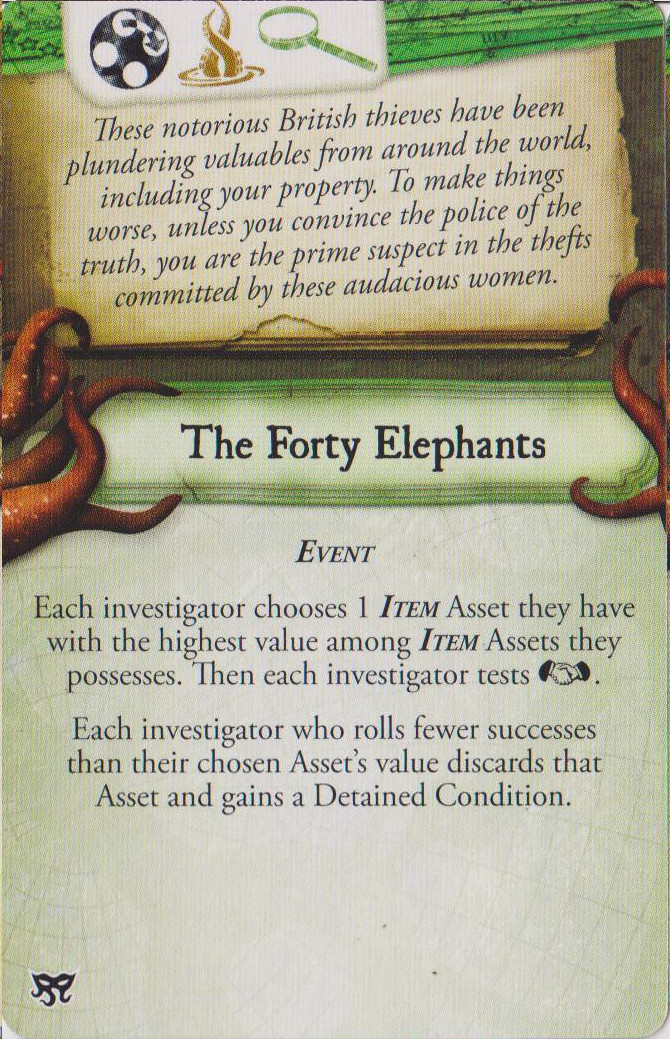 These notorious British thieves have been
plundering valuables from around the world,
including your property. To make things
worse, unless you convince the police of the
truth, you are the prime suspect in the thefts
committed by these audacious women.
The Forty Elephants
EVENT
Each investigator chooses 1 ITEM Asset they have
with the highest value among ITEM Assets they
possesses. Then each investigator tests .
Each investigator who rolls fewer successes
than their chosen Asset's value discards that
Asset and gains a Detained Condition.